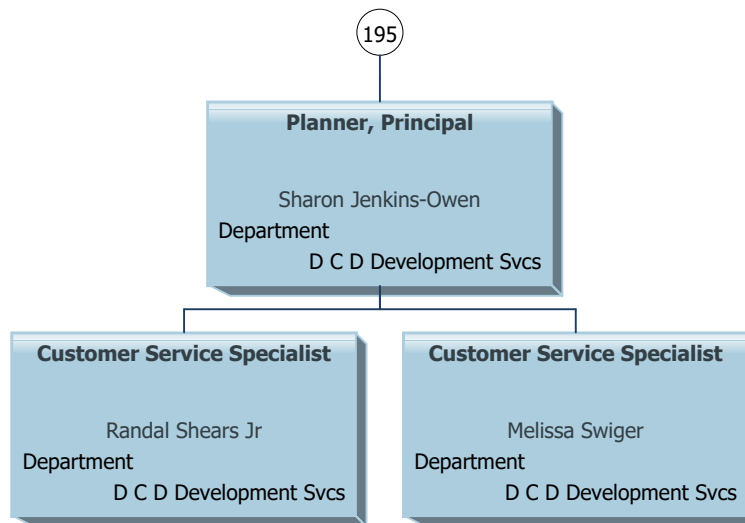 195
Planner, Principal
Sharon Jenkins-Owen
Department
D C D Development Svcs
Customer Service Specialist
Randal Shears Jr
Department
D C D Development Svcs
Customer Service Specialist
Melissa Swiger
Department
D C D Development Svcs